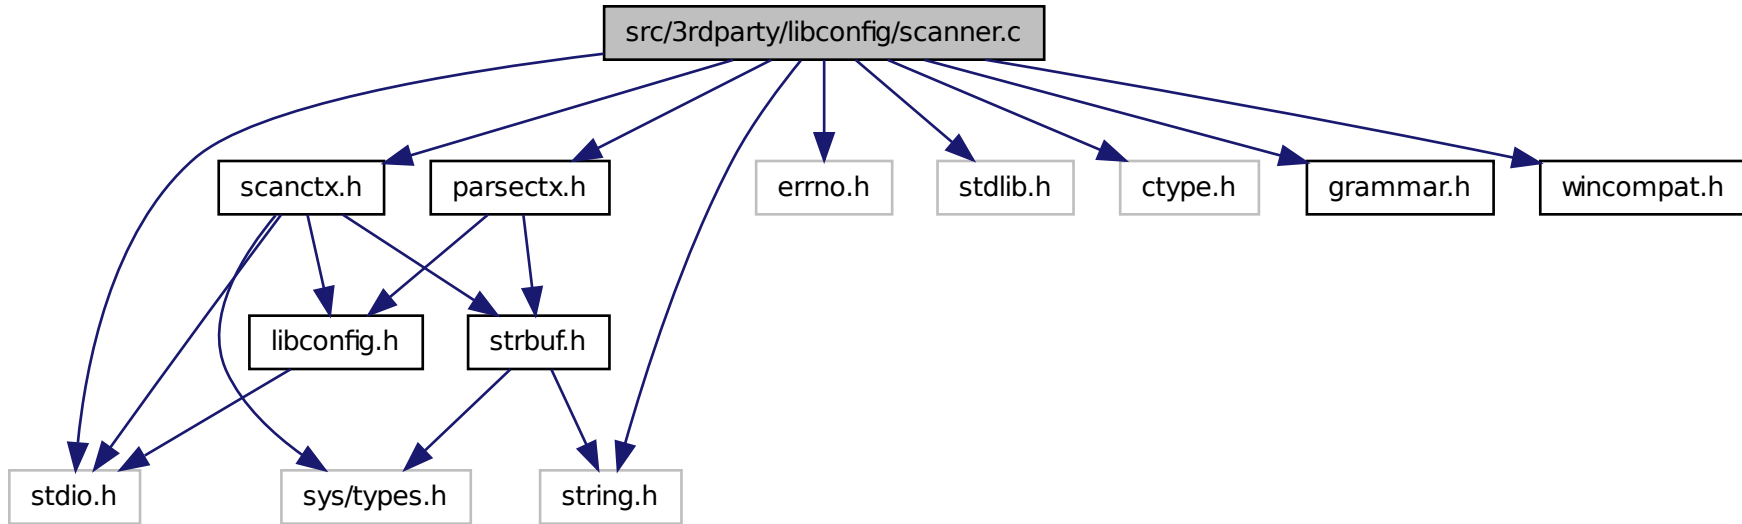 src/3rdparty/libconfig/scanner.c
scanctx.h
parsectx.h
errno.h
stdlib.h
ctype.h
grammar.h
wincompat.h
libconfig.h
strbuf.h
stdio.h
sys/types.h
string.h